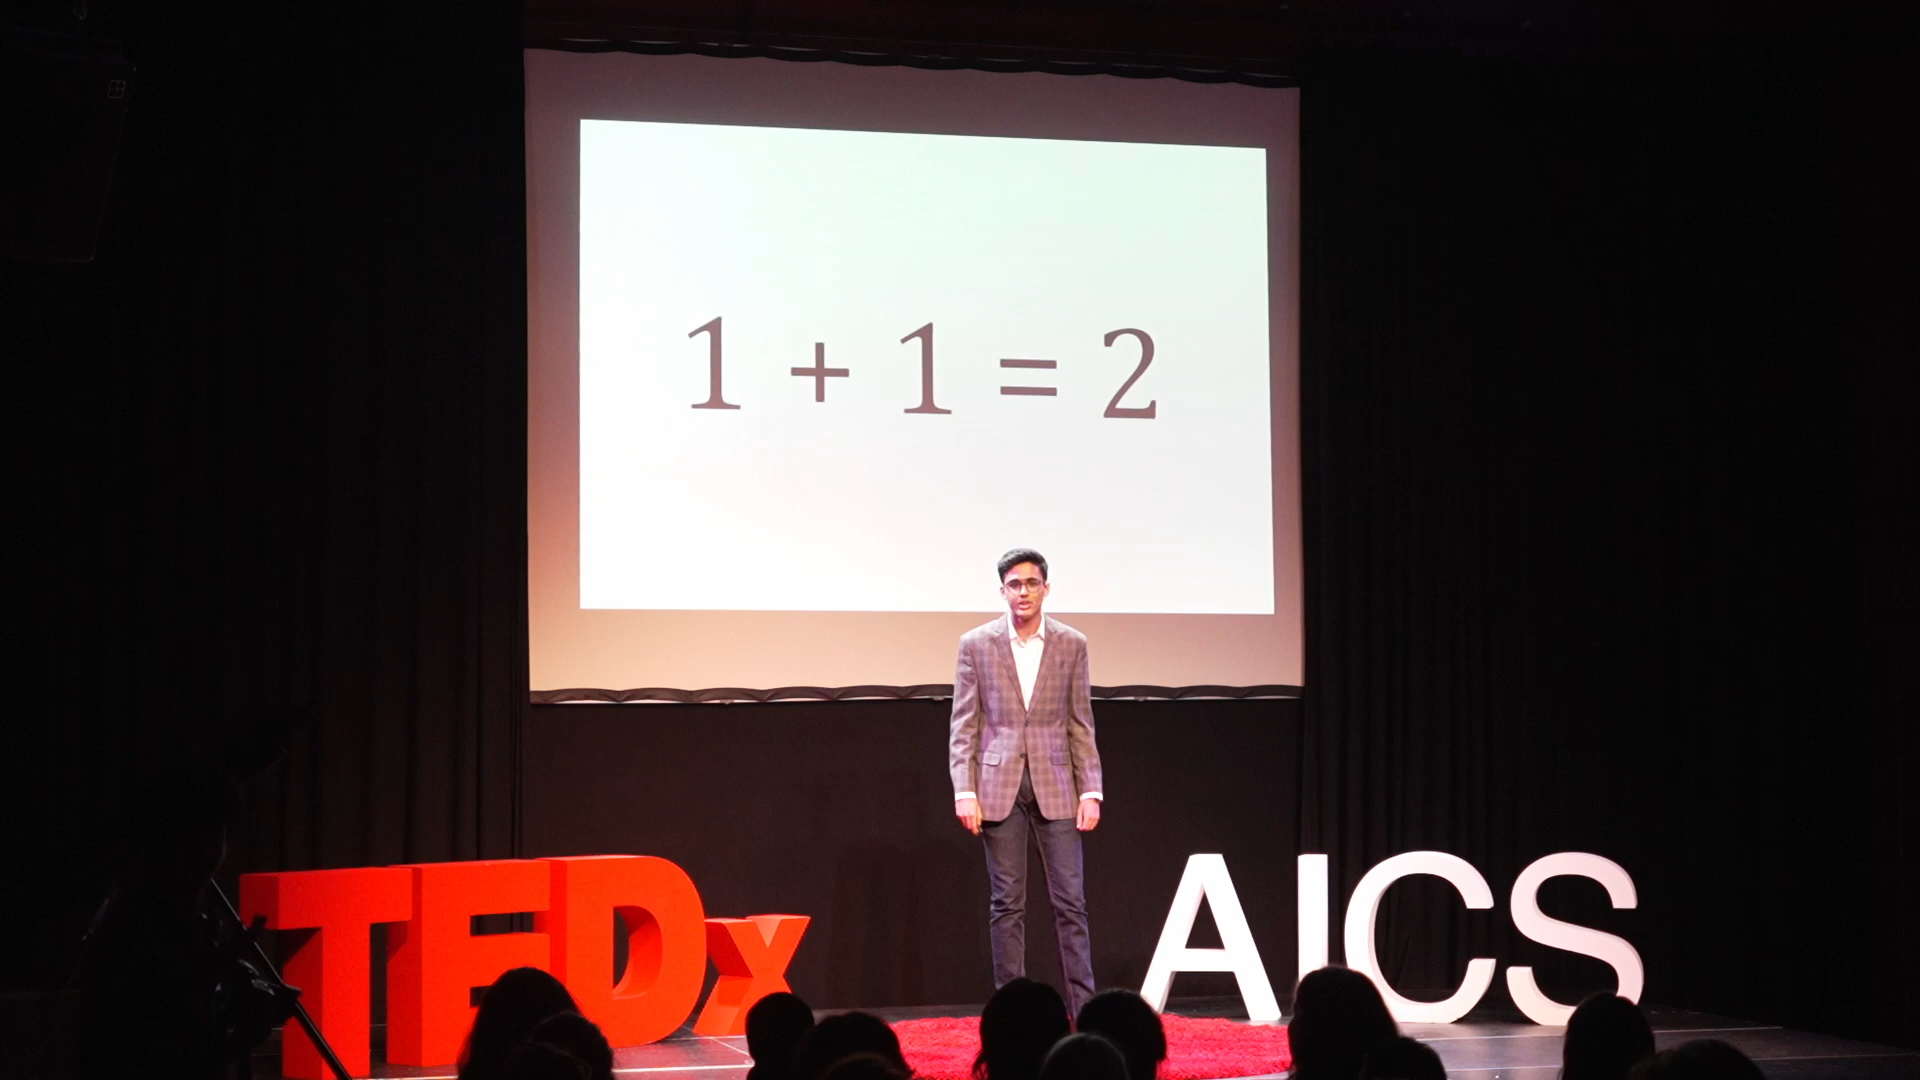 1 + 1 = 2
TEDx AICS